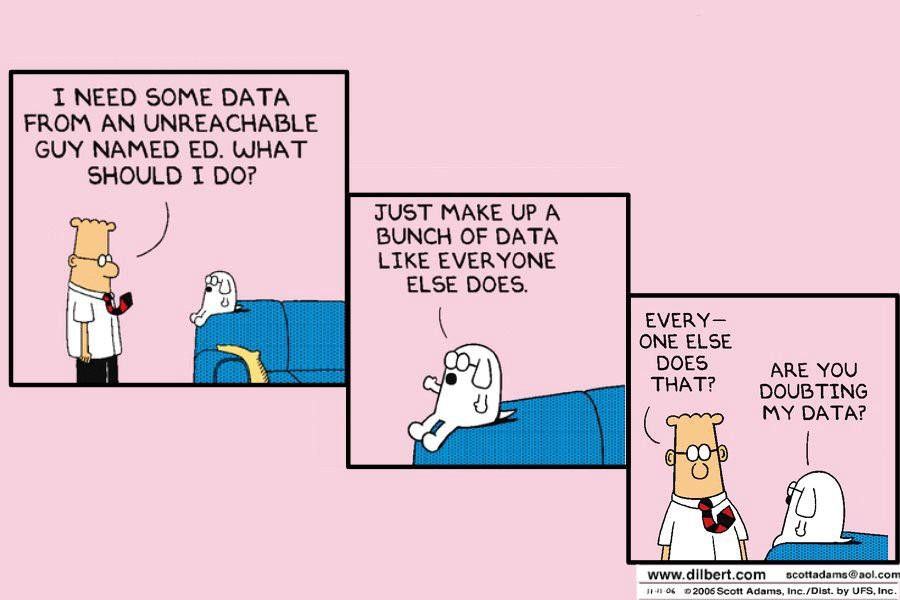 I NEED SOME DATA
FROM AN UNREACHABLE
GUY NAMED ED. WHAT
SHOULD I DO?
JUST MAKE UP A
BUNCH OF DATA
LIKE EVERYONE
ELSE DOES.
EVERY-
ONE ELSE
DOES
THAT?
ARE YOU
DOUBTING
MY DATA?
www.dilbert.com scottadams@aol.com
11-11-06 ©2006 Scott Adams, Inc./Dist. by UFS, Inc.